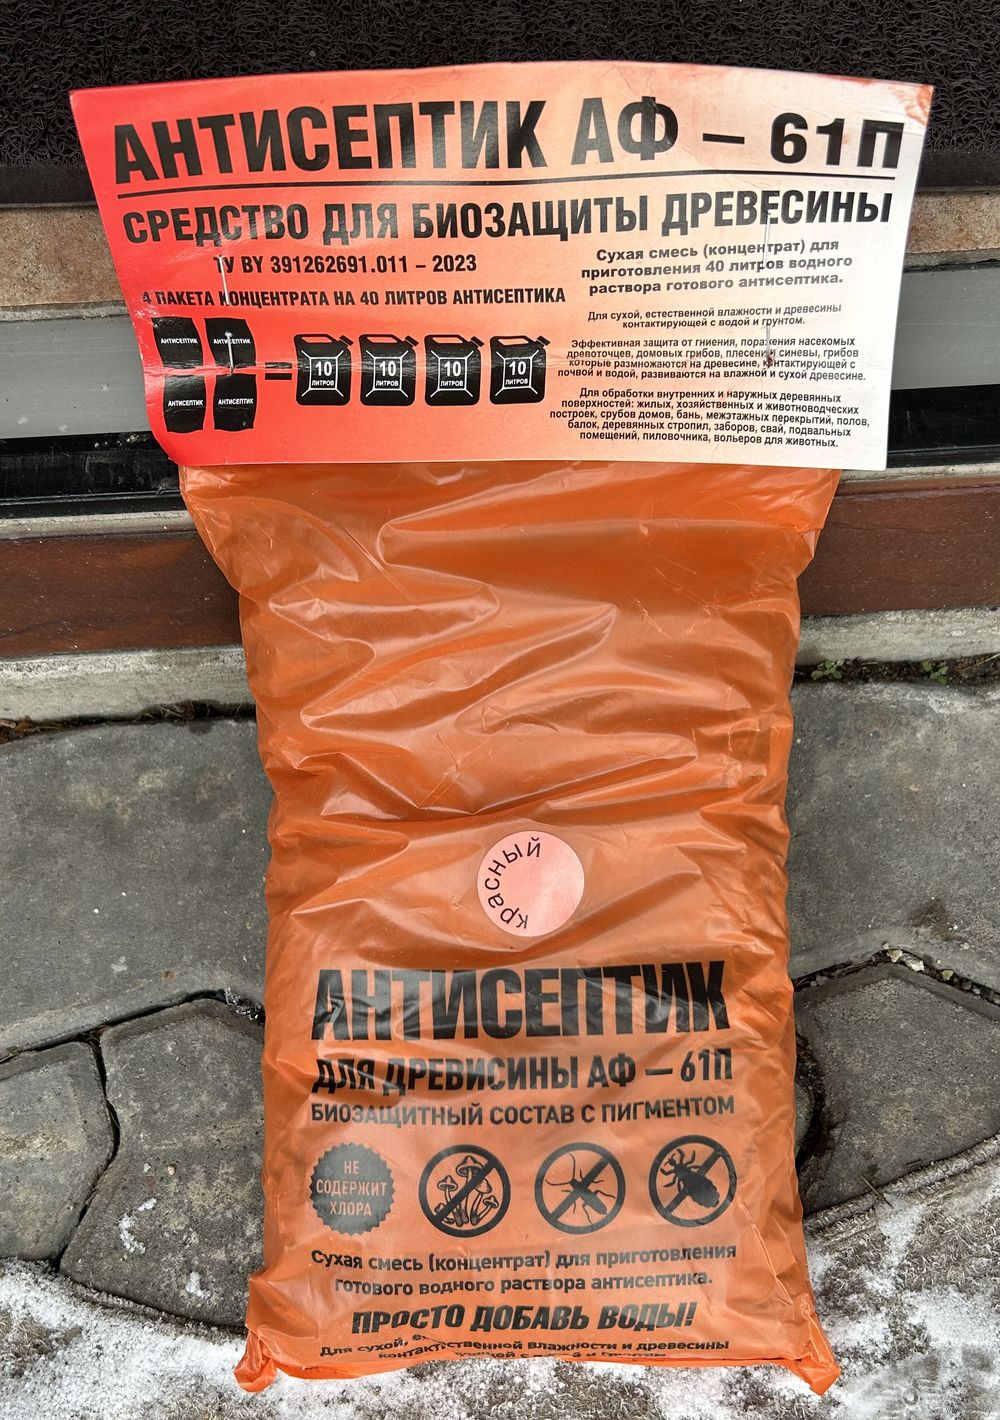 АНТИСЕПТИК АФ – 61П
СРЕДСТВО ДЛЯ БИОЗАЩИТЫ ДРЕВЕСИНЫ
ТУ BY 391262691.011 – 2023
4 ПАКЕТА КОНЦЕНТРАТА НА 40 ЛИТРОВ АНТИСЕПТИКА
АНТИСЕПТИК АНТИСЕПТИК
АНТИСЕПТИК АНТИСЕПТИК
10 10 10 10
ЛИТРОВ ЛИТРОВ ЛИТРОВ ЛИТРОВ
Сухая смесь (концентрат) для
приготовления 40 литров водного
раствора готового антисептика.
Для сухой, естественной влажности и древесины
контактирующей с водой и грунтом.
Эффективная защита от гниения, поражения насекомых
древоточцев, домовых грибов, плесени, синевы, грибов
которые размножаются на древесине, контактирующей с
почвой и водой, развиваются на влажной и сухой древесине.
Для обработки внутренних и наружных деревянных
поверхностей: жилых, хозяйственных и животноводческих
построек, срубов домов, бань, межэтажных перекрытий, полов,
балок, деревянных стропил, заборов, свай, подвальных
помещений, пиловочника, вольеров для животных.
красный
АНТИСЕПТИК
ДЛЯ ДРЕВИСИНЫ АФ — 61П
БИОЗАЩИТНЫЙ СОСТАВ С ПИГМЕНТОМ
НЕ
СОДЕРЖИТ
ХЛОРА
Сухая смесь (концентрат) для приготовления
готового водного раствора антисептика.
ПРОСТО ДОБАВЬ ВОДЫ!
Для сухой, естественной влажности и древесины